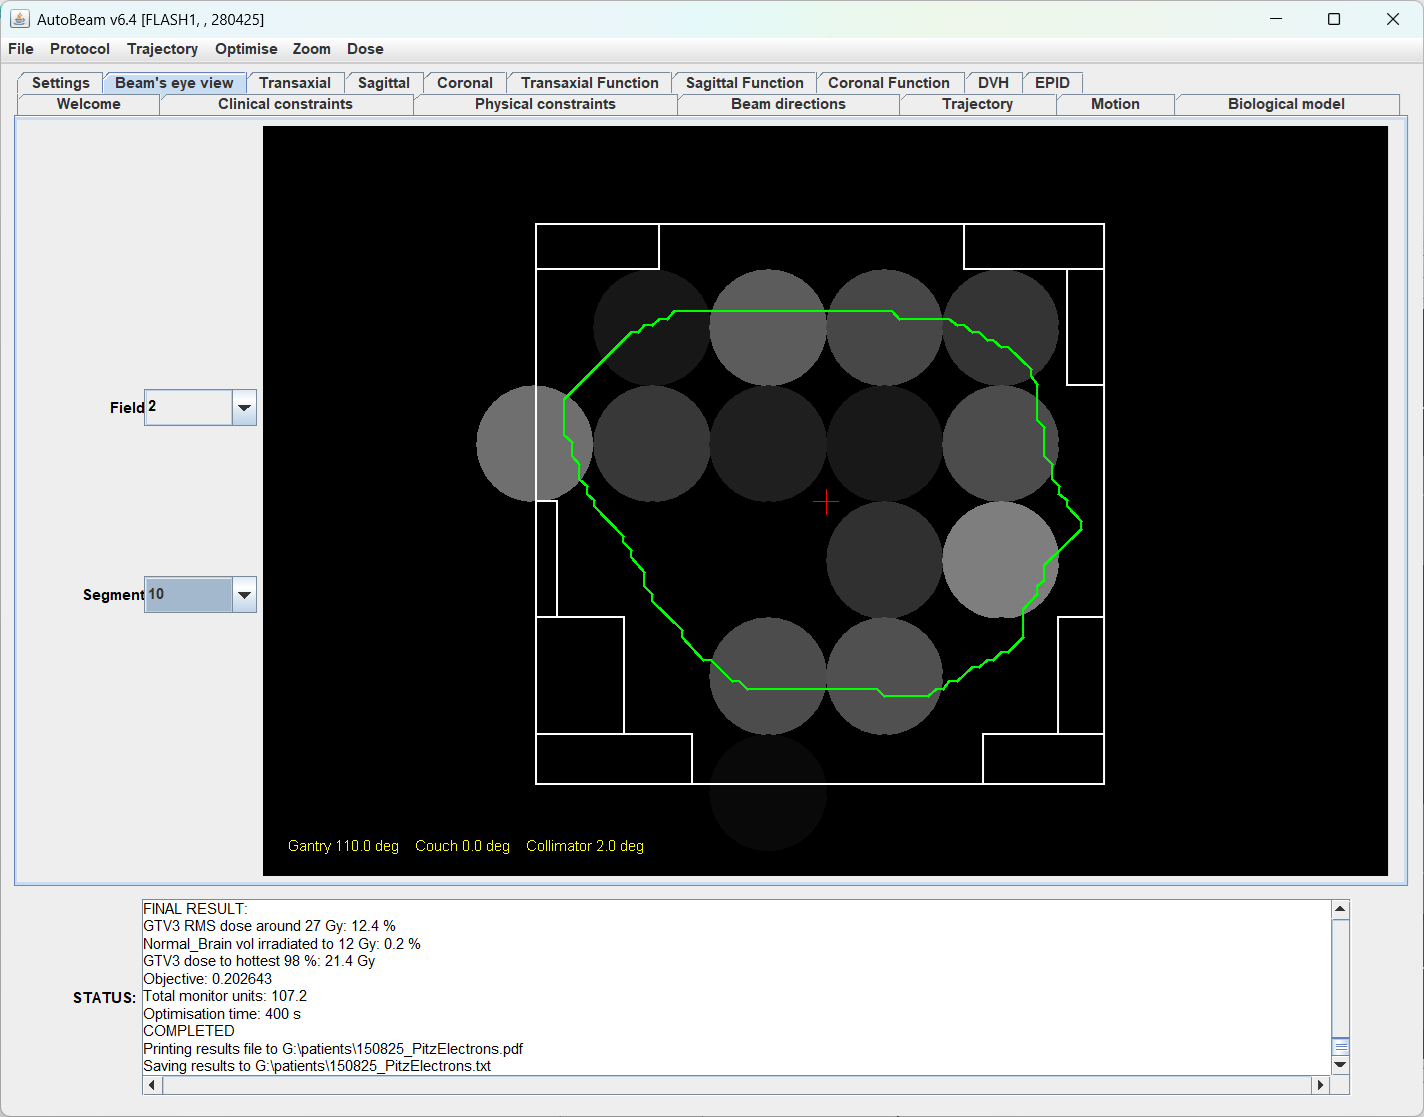 AutoBeam v6.4 [FLASH1, , 280425]
File Protocol Trajectory Optimise Zoom Dose
Settings Beam's eye view Transaxial Sagittal Coronal Transaxial Function Sagittal Function Coronal Function DVH EPID
Welcome Clinical constraints Physical constraints Beam directions Trajectory Motion Biological model
Field 2
Segment 10
Gantry 110.0 deg Couch 0.0 deg Collimator 2.0 deg
STATUS:
FINAL RESULT:
GTV3 RMS dose around 27 Gy: 12.4 %
Normal_Brain vol irradiated to 12 Gy: 0.2 %
GTV3 dose to hottest 98 %: 21.4 Gy
Objective: 0.202643
Total monitor units: 107.2
Optimisation time: 400 s
COMPLETED
Printing results file to G:\patients\150825_PitzElectrons.pdf
Saving results to G:\patients\150825_PitzElectrons.txt